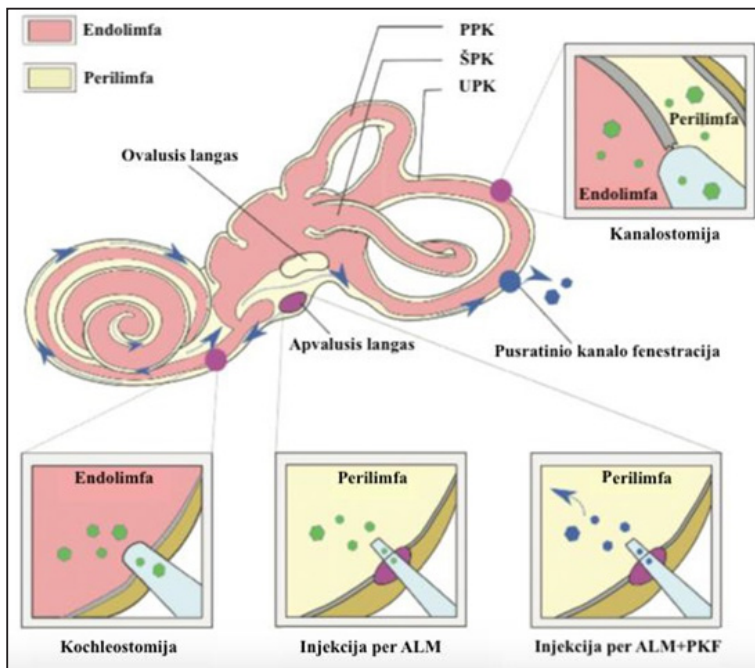 Endolimfa
Perilimfa
PPK
ŠPK
UPK
Ovalusis langas
Perilimfa
Endolimfa
Kanalostomija
Apvalusis langas
Pusratinio kanalo fenestracija
Endolimfa
Perilimfa
Perilimfa
Kochleostomija
Injekcija per ALM
Injekcija per ALM+PKF